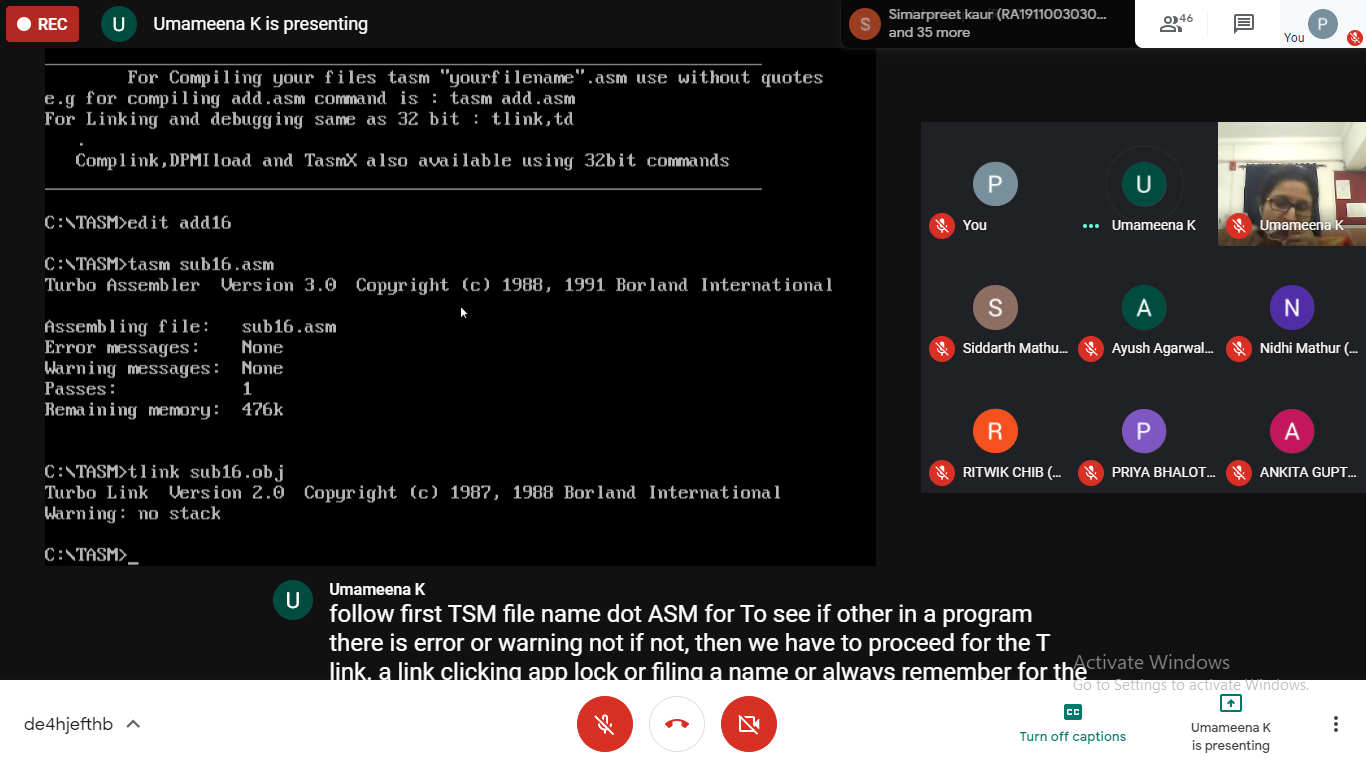 REC
U
Umameena K is presenting
S
Simarpreet kaur (RA1911003030...
and 35 more
46
You
P
For Compiling your files tasm "yourfilename".asm use without quotes
e.g for compiling add.asm command is : tasm add.asm
For Linking and debugging same as 32 bit : tlink,td
.
Complink,DPMIload and TasmX also available using 32bit commands
C:\TASM>edit add16
C:\TASM>tasm sub16.asm
Turbo Assembler Version 3.0 Copyright (c) 1988, 1991 Borland International
Assembling file: sub16.asm
Error messages: None
Warning messages: None
Passes: 1
Remaining memory: 476k
C:\TASM>tlink sub16.obj
Turbo Link Version 2.0 Copyright (c) 1987, 1988 Borland International
Warning: no stack
C:\TASM>_
P
U
You
Umameena K
Umameena K
S
A
N
Siddarth Mathu...
Ayush Agarwal...
Nidhi Mathur (...
R
P
A
RITWIK CHIB (...
PRIYA BHALOT...
ANKITA GUPT...
U
Umameena K
follow first TSM file name dot ASM for To see if other in a program
there is error or warning not if not, then we have to proceed for the T
link. a link clicking app lock or filing a name or always remember for the
Activate Windows
Go to Settings to activate Windows.
de4hjefthb
CC
Turn off captions
Umameena K
is presenting